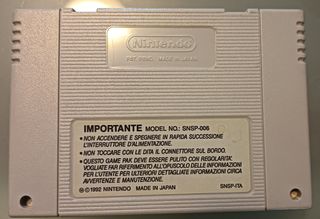 Nintendo
PAT. PEND. MADE IN JAPAN
IMPORTANTE MODEL NO.: SNSP-006
• NON ACCENDERE E SPEGNERE IN RAPIDA SUCCESSIONE
L'INTERRUTTORE D'ALIMENTAZIONE.
• NON TOCCARE CON LE DITA IL CONNETTORE SUL BORDO.
• QUESTO GAME PAK DEVE ESSERE PULITO CON REGOLARITA'.
VOGLIATE FAR RIFERIMENTO ALL'OPUSCOLO DELLE INFORMAZIONI
PER L'UTENTE PER ULTERIORI DETTAGLIATE INFORMAZIONI CIRCA
AVVERTENZE E MANUTENZIONE.
©1992 NINTENDO MADE IN JAPAN SNSP-ITA